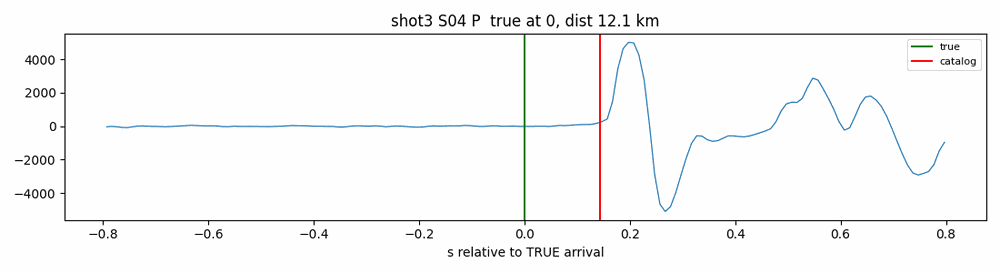 shot3 S04 P  true at 0, dist 12.1 km
true
catalog
4000
2000
0
−2000
−4000
−0.8 −0.6 −0.4 −0.2 0.0 0.2 0.4 0.6 0.8
s relative to TRUE arrival